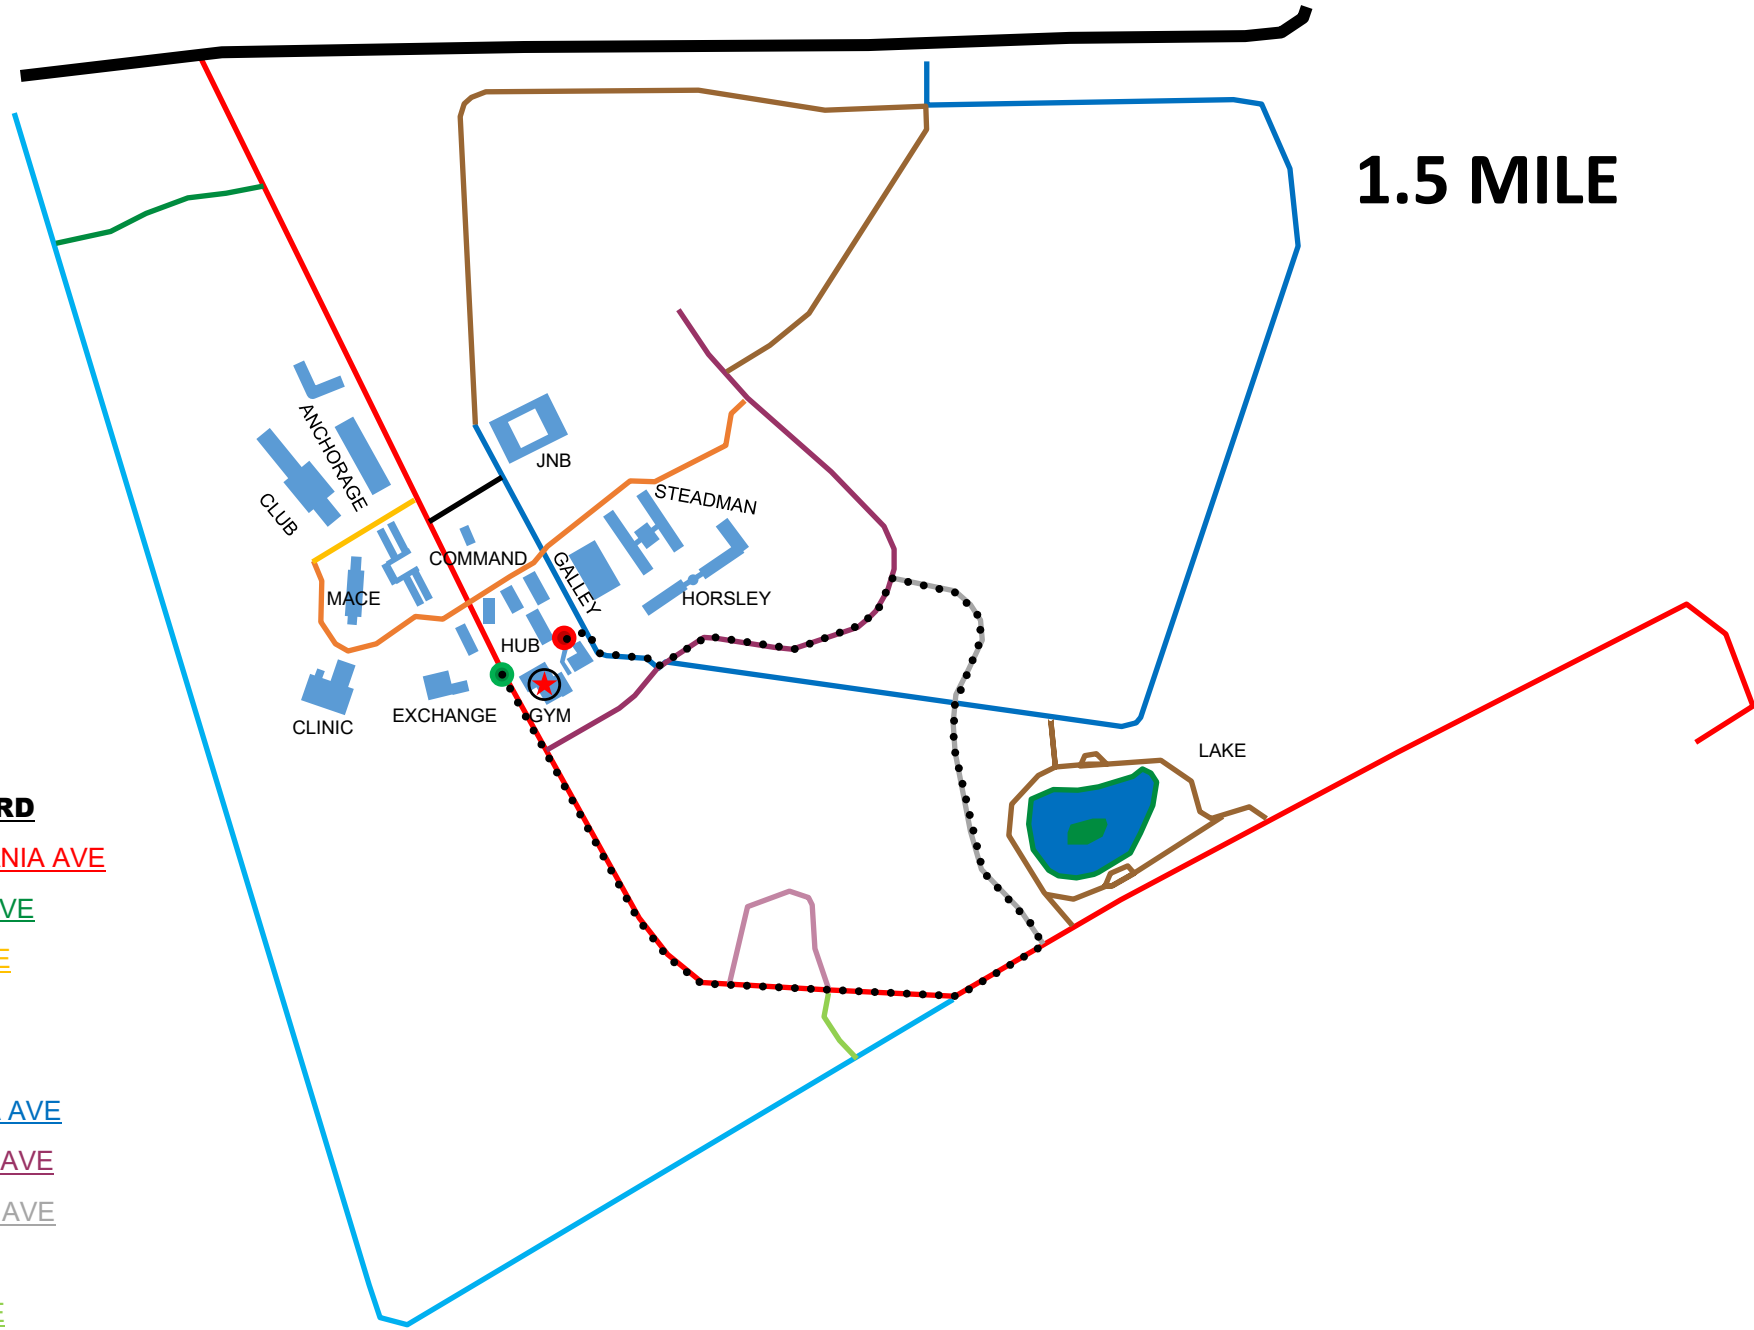 1.5 MILE
ANCHORAGE
CLUB
JNB
STEADMAN
COMMAND
GALLEY
MACE
HORSLEY
HUB
CLINIC
EXCHANGE
GYM
LAKE
RD
NIA AVE
VE
E
AVE
AVE
AVE
E